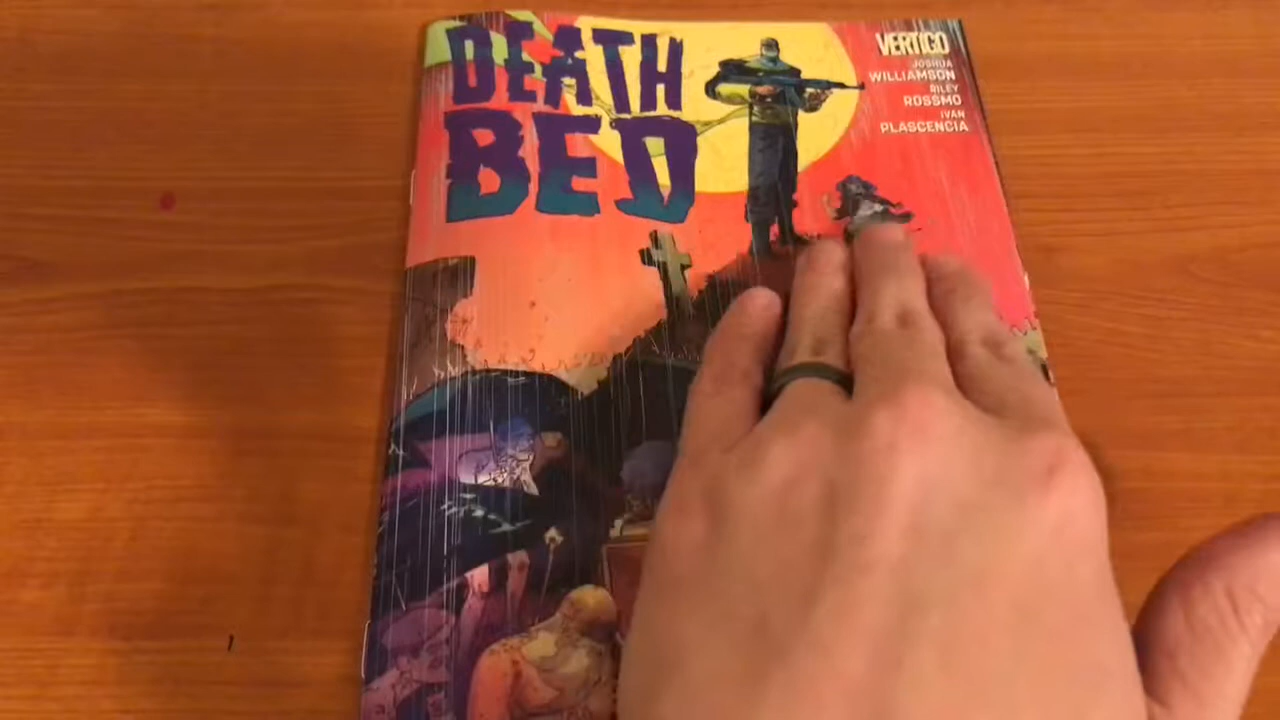 DEATH
BED
VERTIGO
JOSHUA
WILLIAMSON
RILEY
ROSSMO
IVAN
PLASCENCIA